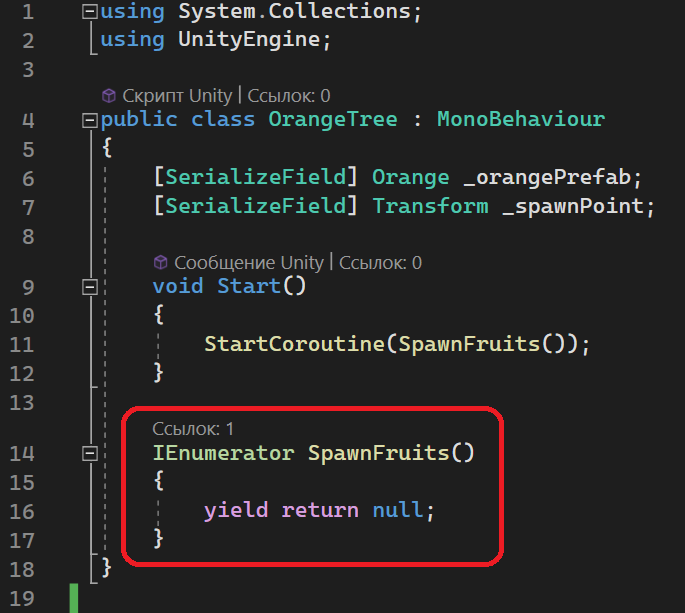 1 using System.Collections;
2 using UnityEngine;
3
Скрипт Unity | Ссылок: 0
4 public class OrangeTree : MonoBehaviour
5 {
6 [SerializeField] Orange _orangePrefab;
7 [SerializeField] Transform _spawnPoint;
8
Сообщение Unity | Ссылок: 0
9 void Start()
10 {
11 StartCoroutine(SpawnFruits());
12 }
13
Ссылок: 1
14 IEnumerator SpawnFruits()
15 {
16 yield return null;
17 }
18 }
19